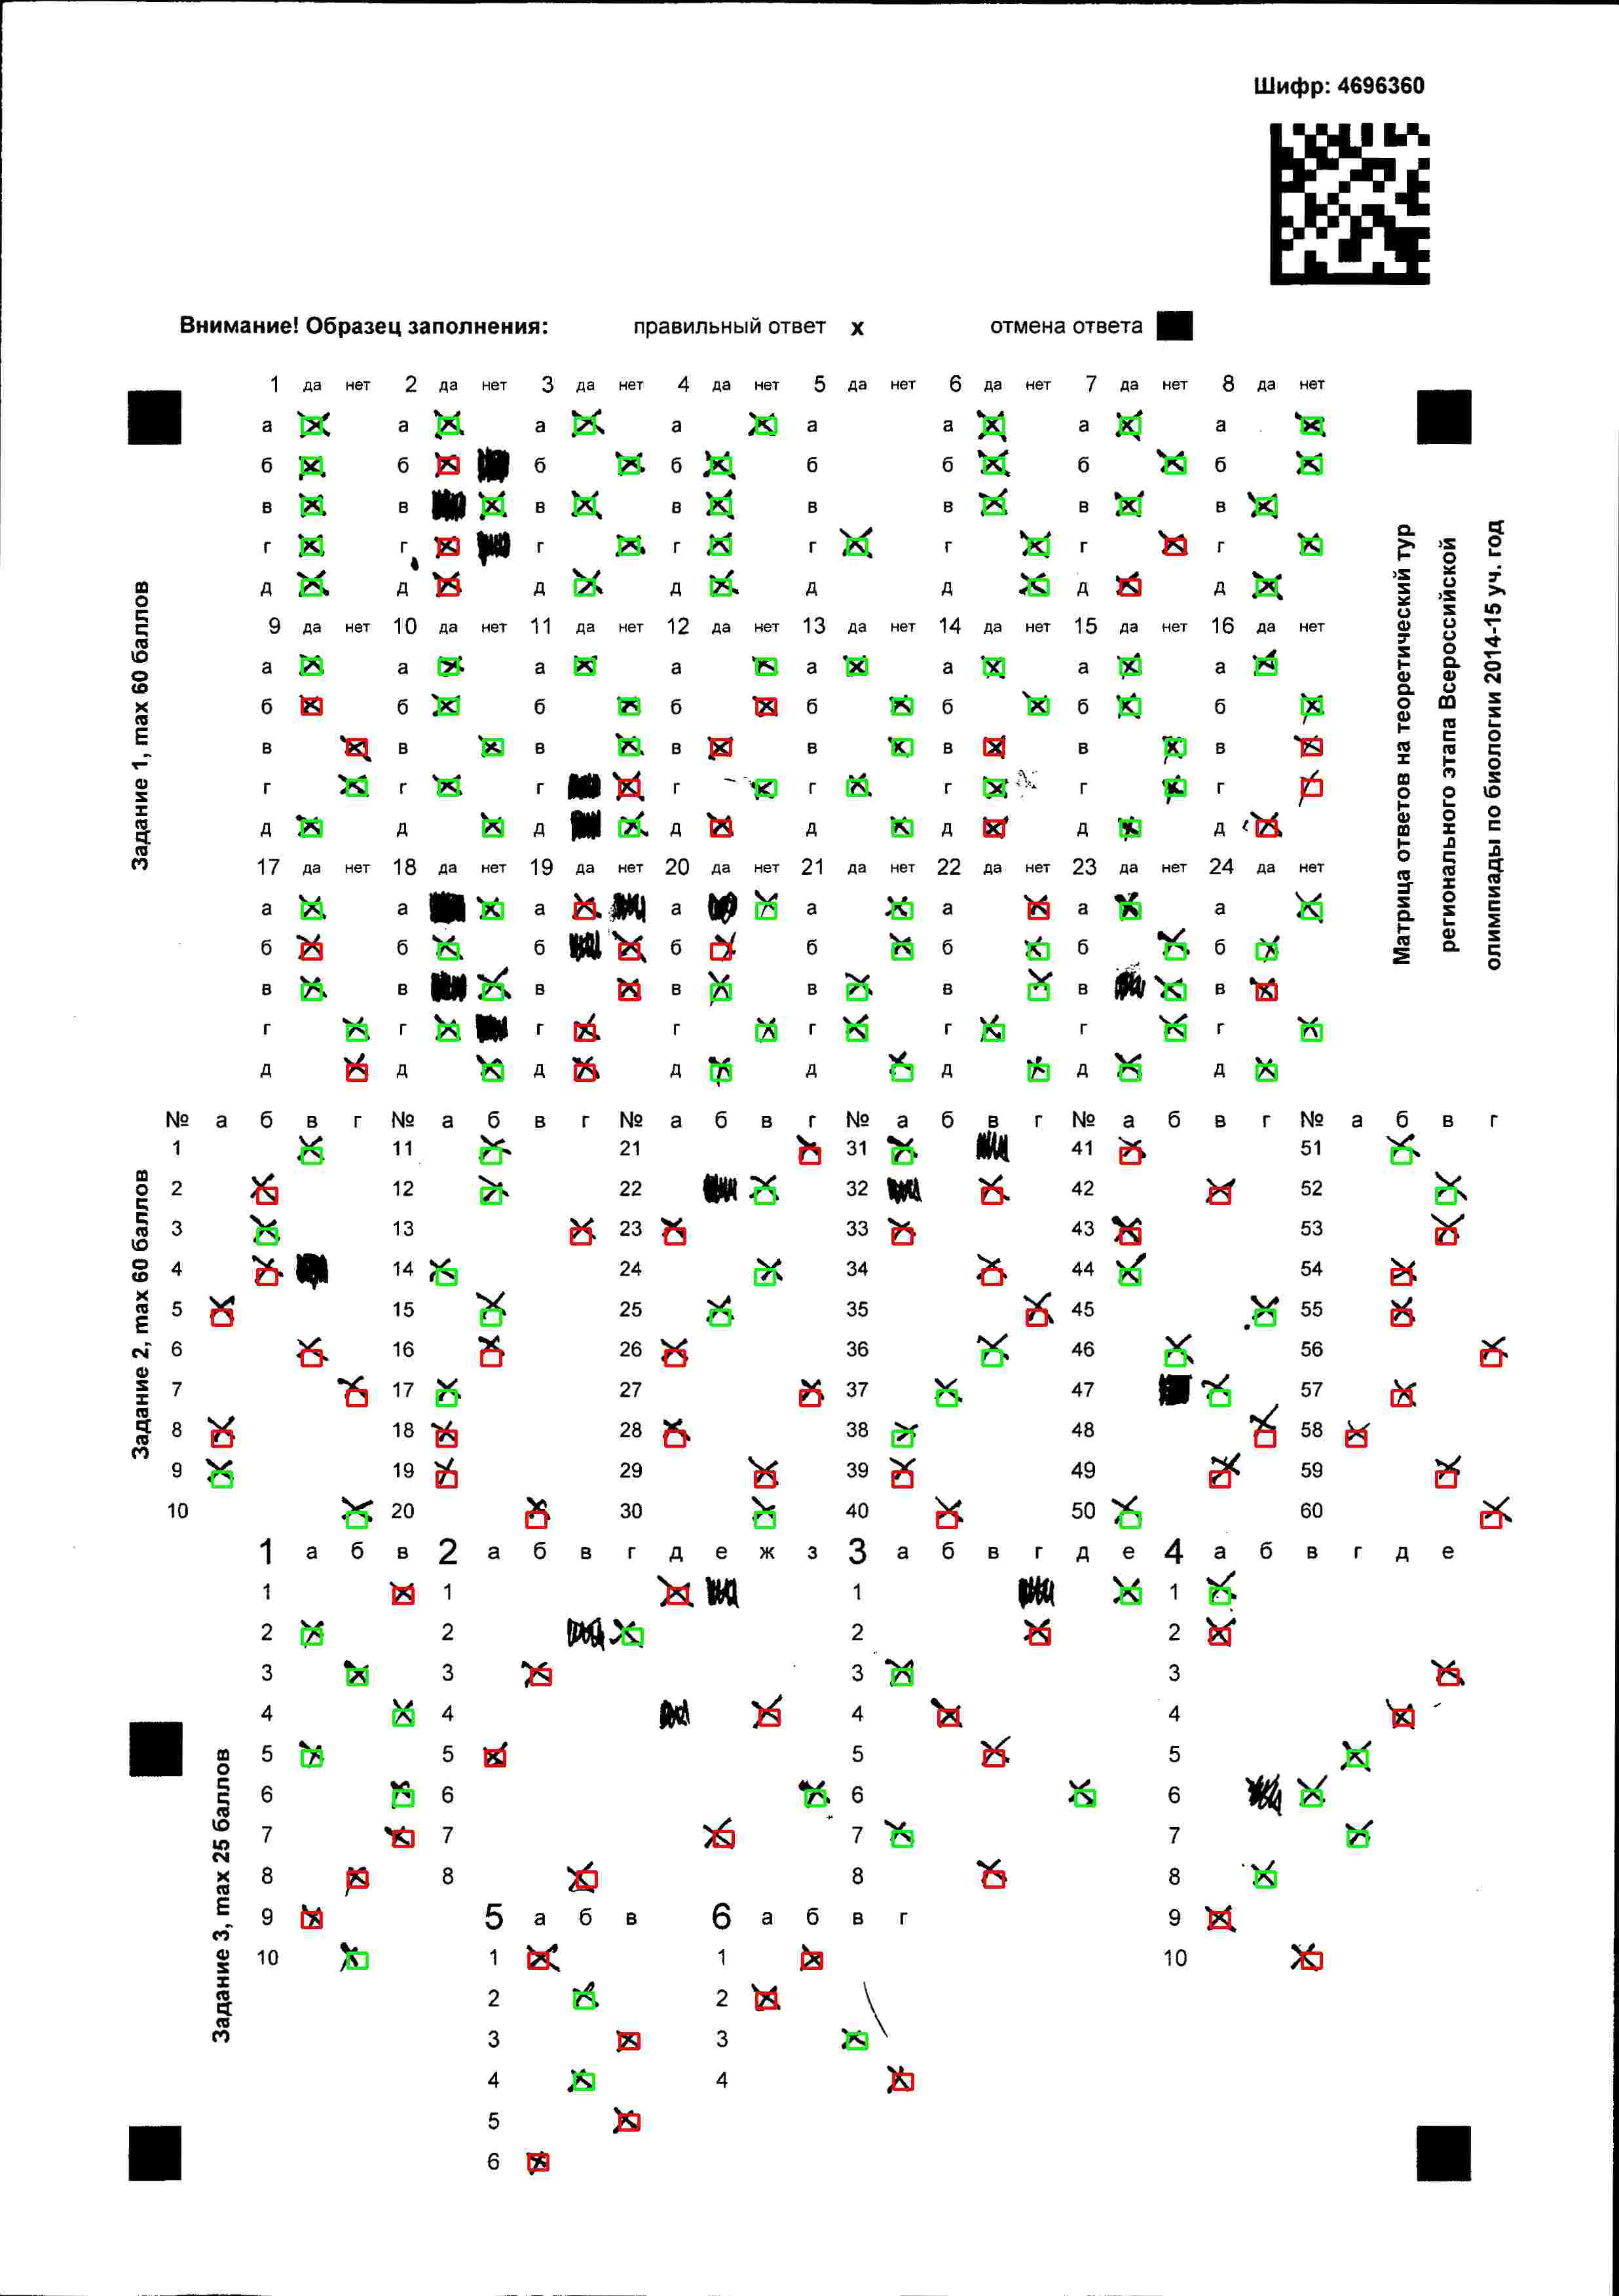 Шифр: 4696360
Внимание! Образец заполнения: правильный ответ х отмена ответа
1 да нет 2 да нет 3 да нет 4 да нет 5 да нет 6 да нет 7 да нет 8 да нет
а а а а а а а а
б б б б б б б б
в в в в в в в в
г г г г г г г г
д д д д д д д д
9 да нет 10 да нет 11 да нет 12 да нет 13 да нет 14 да нет 15 да нет 16 да нет
а а а а а а а а
б б б б б б б б
в в в в в в в в
г г г г г г г г
д д д д д д д д
17 да нет 18 да нет 19 да нет 20 да нет 21 да нет 22 да нет 23 да нет 24 да нет
а а а а а а а а
б б б б б б б б
в в в в в в в в
г г г г г г г г
д д д д д д д д
Задание 1, max 60 баллов
Матрица ответов на теоретический тур
регионального этапа Всероссийской
олимпиады по биологии 2014-15 уч. год
№ а б в г № а б в г № а б в г № а б в г № а б в г № а б в г
1 11 21 31 41 51
2 12 22 32 42 52
3 13 23 33 43 53
4 14 24 34 44 54
5 15 25 35 45 55
6 16 26 36 46 56
7 17 27 37 47 57
8 18 28 38 48 58
9 19 29 39 49 59
10 20 30 40 50 60
Задание 2, max 60 баллов
1 а б в 2 а б в г д е ж з 3 а б в г д е 4 а б в г д е
1 1 1 1
2 2 2 2
3 3 3 3
4 4 4 4
5 5 5 5
6 6 6 6
7 7 7 7
8 8 8 8
9 5 а б в 6 а б в г 9
10 1 1 10
2 2
3 3
4 4
5
6
Задание 3, max 25 баллов